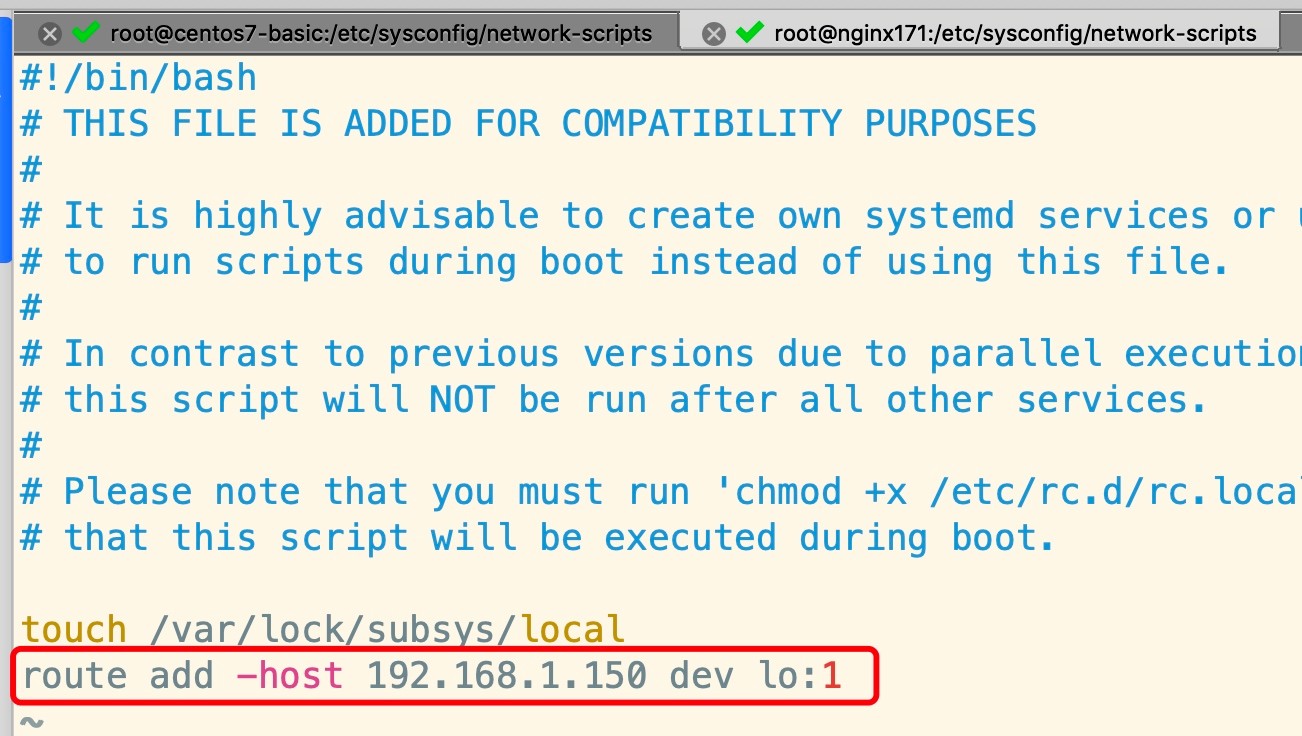 root@centos7-basic:/etc/sysconfig/network-scripts root@nginx171:/etc/sysconfig/network-scripts
#!/bin/bash
# THIS FILE IS ADDED FOR COMPATIBILITY PURPOSES
#
# It is highly advisable to create own systemd services or
# to run scripts during boot instead of using this file.
#
# In contrast to previous versions due to parallel execution
# this script will NOT be run after all other services.
#
# Please note that you must run 'chmod +x /etc/rc.d/rc.local
# that this script will be executed during boot.
touch /var/lock/subsys/local
route add -host 192.168.1.150 dev lo:1
~